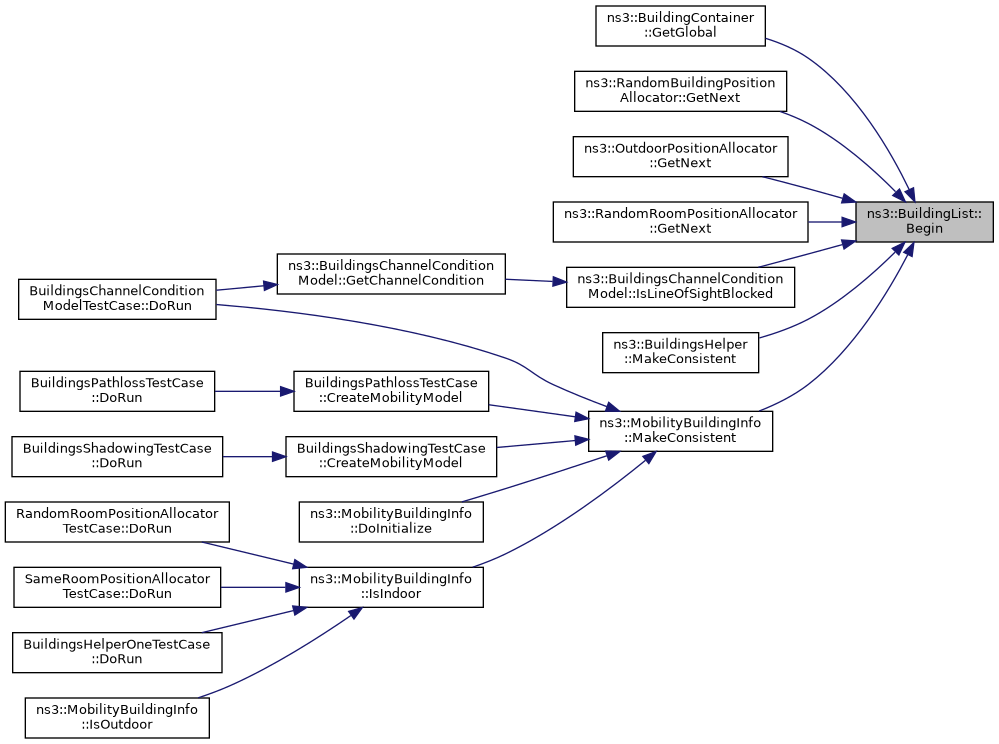 ns3::BuildingContainer
::GetGlobal
ns3::RandomBuildingPosition
Allocator::GetNext
ns3::OutdoorPositionAllocator
::GetNext
ns3::RandomRoomPositionAllocator
::GetNext
ns3::BuildingList::
Begin
ns3::BuildingsChannelCondition
Model::GetChannelCondition
ns3::BuildingsChannelCondition
Model::IsLineOfSightBlocked
BuildingsChannelCondition
ModelTestCase::DoRun
ns3::BuildingsHelper
::MakeConsistent
BuildingsPathlossTestCase
::DoRun
BuildingsPathlossTestCase
::CreateMobilityModel
ns3::MobilityBuildingInfo
::MakeConsistent
BuildingsShadowingTestCase
::DoRun
BuildingsShadowingTestCase
::CreateMobilityModel
RandomRoomPositionAllocator
TestCase::DoRun
ns3::MobilityBuildingInfo
::DoInitialize
SameRoomPositionAllocator
TestCase::DoRun
ns3::MobilityBuildingInfo
::IsIndoor
BuildingsHelperOneTestCase
::DoRun
ns3::MobilityBuildingInfo
::IsOutdoor